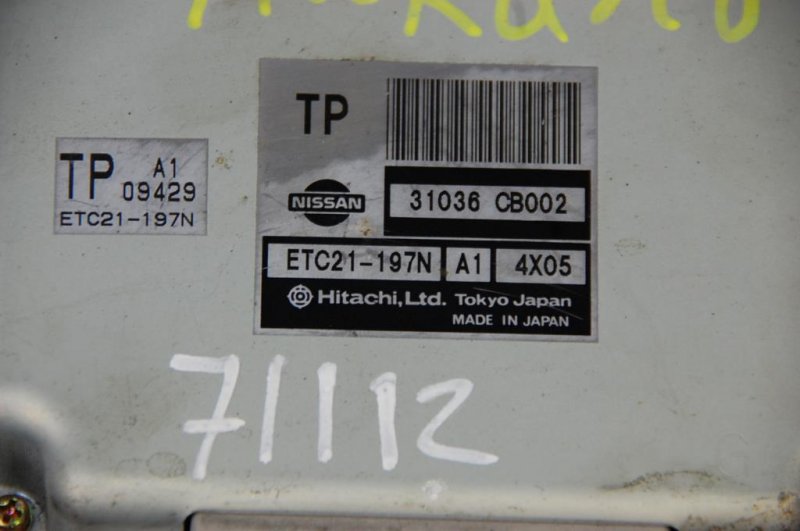 TP
A1
09429
ETC21-197N
TP
NISSAN
31036 CB002
ETC21-197N A1 4X05
Hitachi, Ltd. Tokyo Japan
MADE IN JAPAN
71112